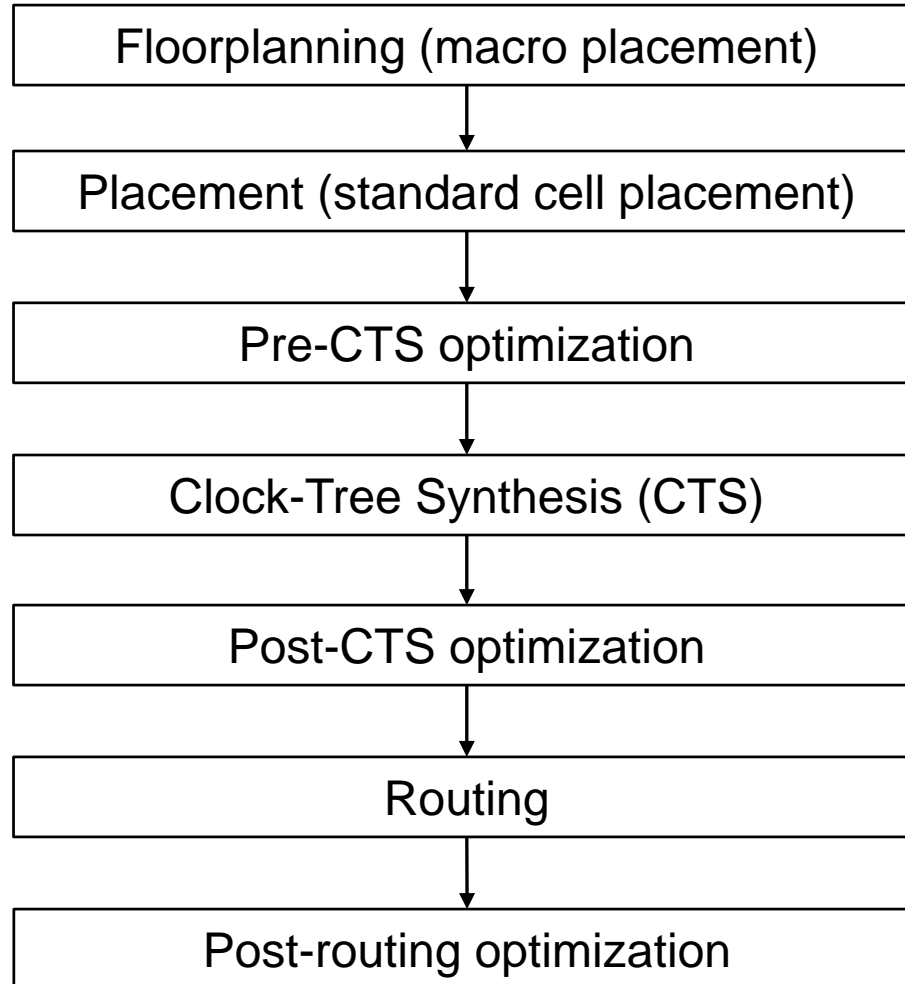 Floorplanning (macro placement)
Placement (standard cell placement)
Pre-CTS optimization
Clock-Tree Synthesis (CTS)
Post-CTS optimization
Routing
Post-routing optimization